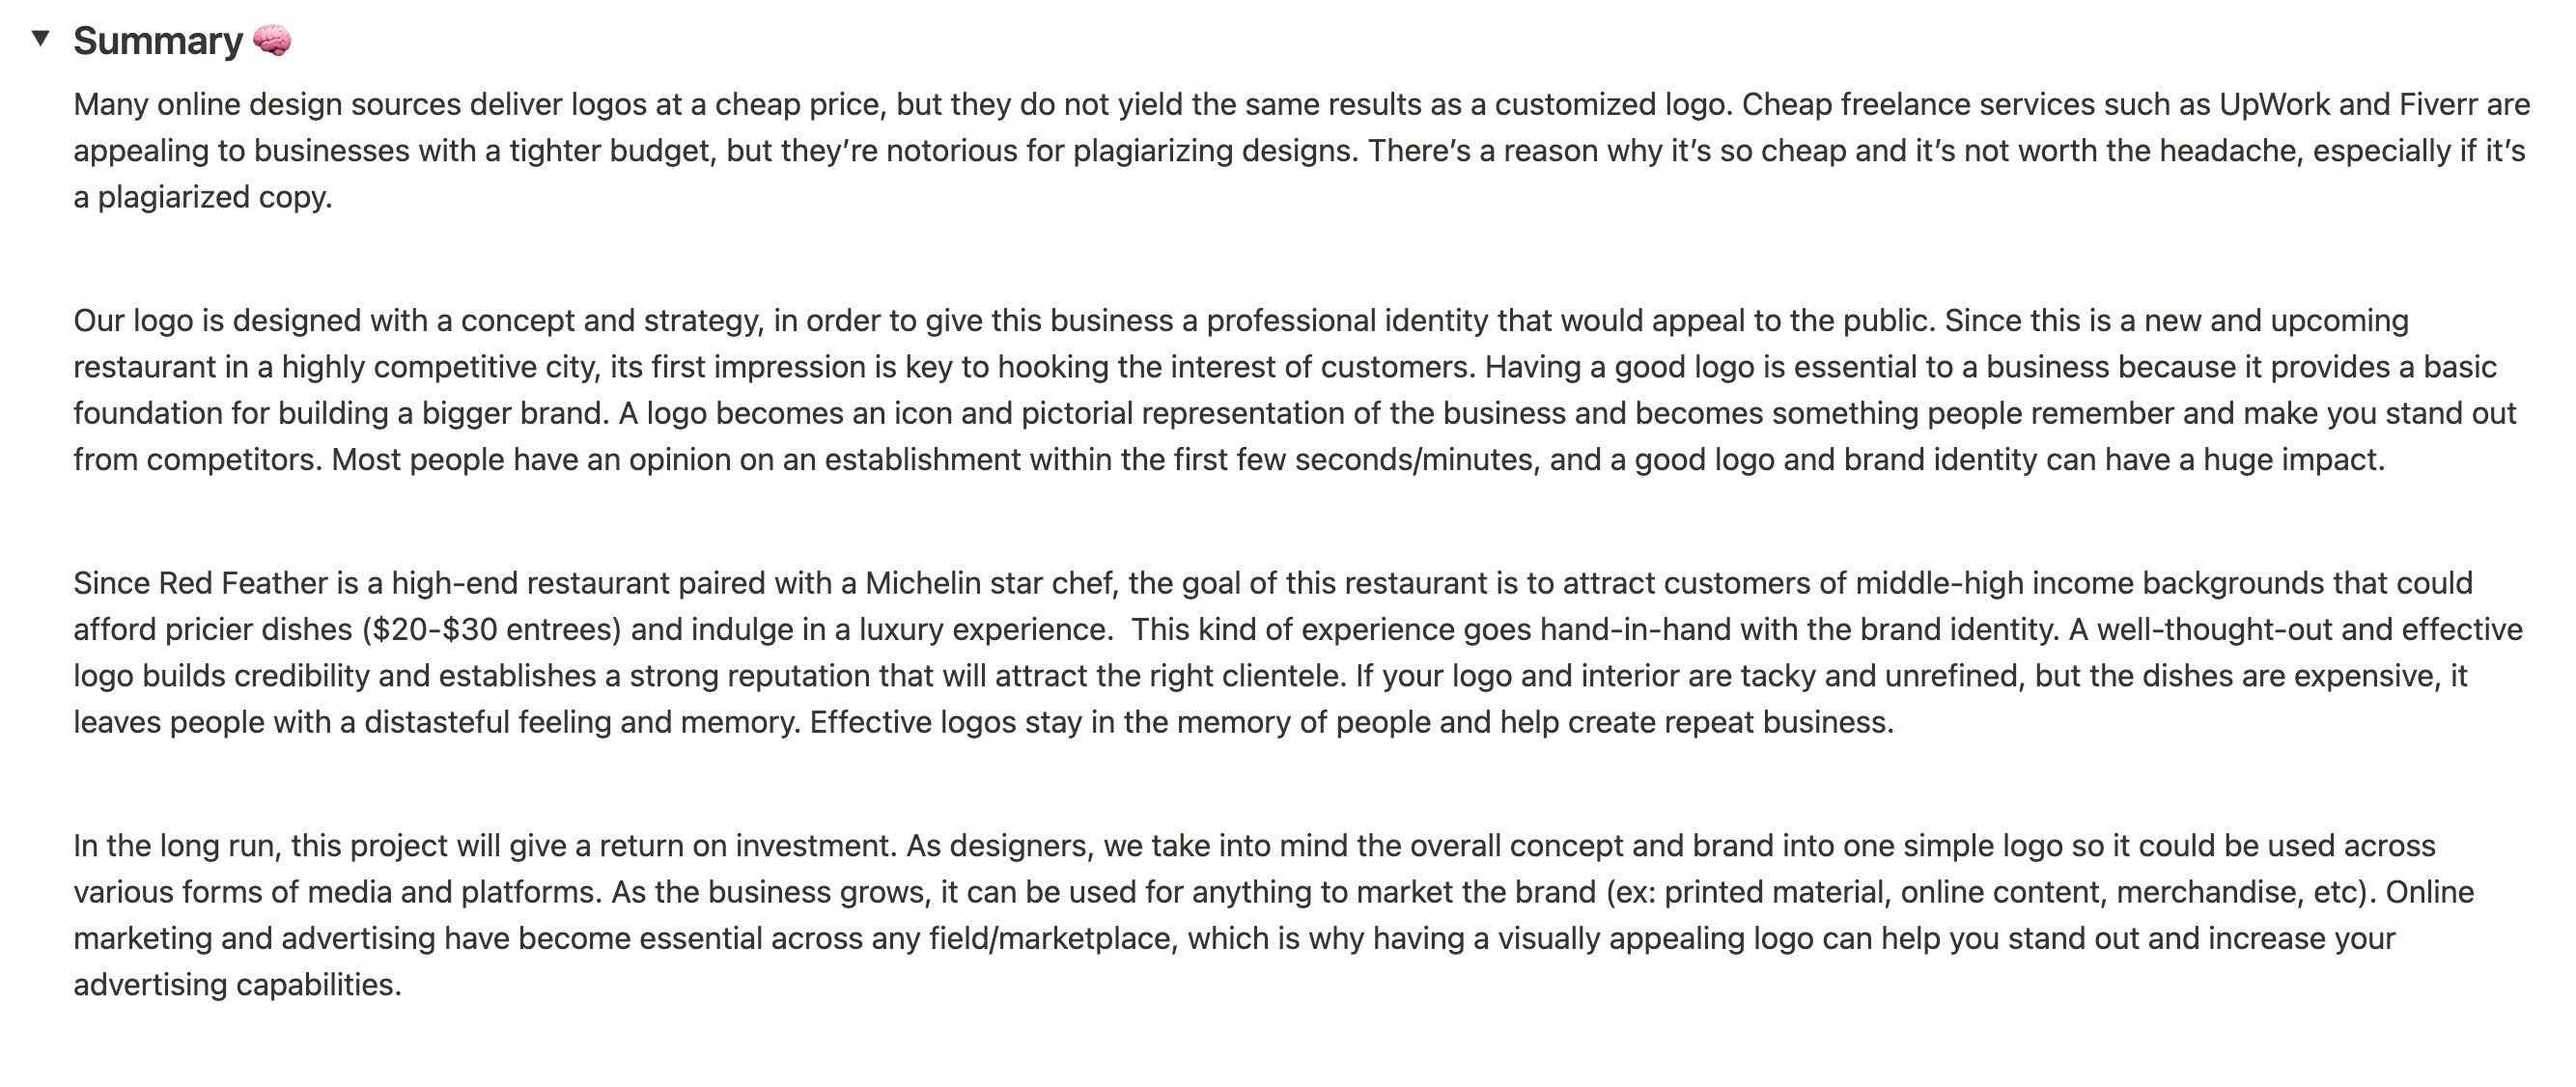 Summary 🧠
Many online design sources deliver logos at a cheap price, but they do not yield the same results as a customized logo. Cheap freelance services such as UpWork and Fiverr are
appealing to businesses with a tighter budget, but they’re notorious for plagiarizing designs. There’s a reason why it’s so cheap and it’s not worth the headache, especially if it’s
a plagiarized copy.
Our logo is designed with a concept and strategy, in order to give this business a professional identity that would appeal to the public. Since this is a new and upcoming
restaurant in a highly competitive city, its first impression is key to hooking the interest of customers. Having a good logo is essential to a business because it provides a basic
foundation for building a bigger brand. A logo becomes an icon and pictorial representation of the business and becomes something people remember and make you stand out
from competitors. Most people have an opinion on an establishment within the first few seconds/minutes, and a good logo and brand identity can have a huge impact.
Since Red Feather is a high-end restaurant paired with a Michelin star chef, the goal of this restaurant is to attract customers of middle-high income backgrounds that could
afford pricier dishes ($20-$30 entrees) and indulge in a luxury experience.  This kind of experience goes hand-in-hand with the brand identity. A well-thought-out and effective
logo builds credibility and establishes a strong reputation that will attract the right clientele. If your logo and interior are tacky and unrefined, but the dishes are expensive, it
leaves people with a distasteful feeling and memory. Effective logos stay in the memory of people and help create repeat business.
In the long run, this project will give a return on investment. As designers, we take into mind the overall concept and brand into one simple logo so it could be used across
various forms of media and platforms. As the business grows, it can be used for anything to market the brand (ex: printed material, online content, merchandise, etc). Online
marketing and advertising have become essential across any field/marketplace, which is why having a visually appealing logo can help you stand out and increase your
advertising capabilities.